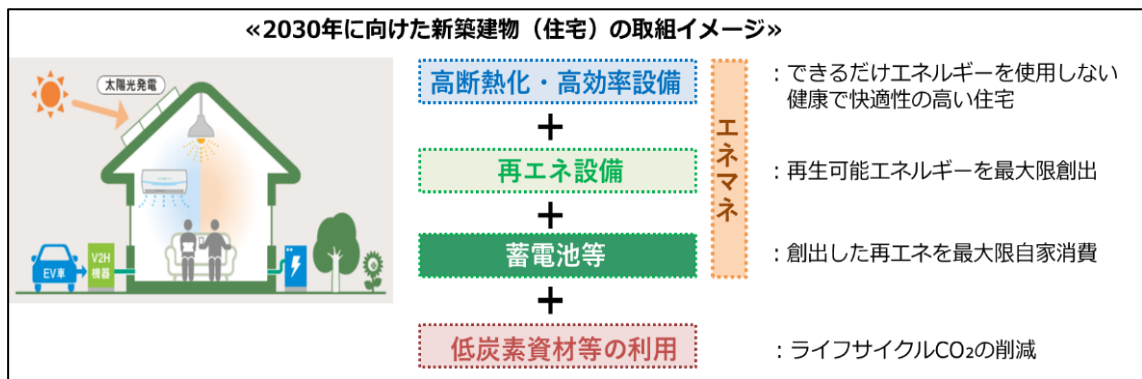 ≪2030年に向けた新築建物（住宅）の取組イメージ≫
太陽光発電
EV車
V2H
機器
高断熱化・高効率設備
+
再エネ設備
+
蓄電池等
+
低炭素資材等の利用
エネマネ
：できるだけエネルギーを使用しない
健康で快適性の高い住宅
：再生可能エネルギーを最大限創出
：創出した再エネを最大限自家消費
：ライフサイクルCO₂の削減